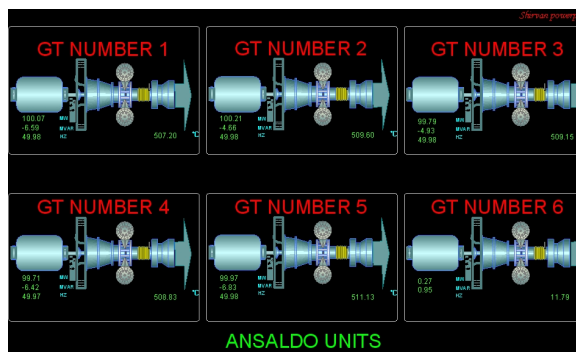 Shirvan powerp
GT NUMBER 1
100.07 MW
-6.59 MVAR
49.98 HZ
507.20 °C
GT NUMBER 2
100.21 MW
-4.66 MVAR
49.98 HZ
509.60 °C
GT NUMBER 3
99.79 MW
-4.93 MVAR
49.98 HZ
509.15
GT NUMBER 4
99.71 MW
-6.42 MVAR
49.97 HZ
508.83 °C
GT NUMBER 5
99.97 MW
-6.83 MVAR
49.98 HZ
511.13 °C
GT NUMBER 6
0.27 MW
0.95 MVAR
HZ
11.79
ANSALDO UNITS